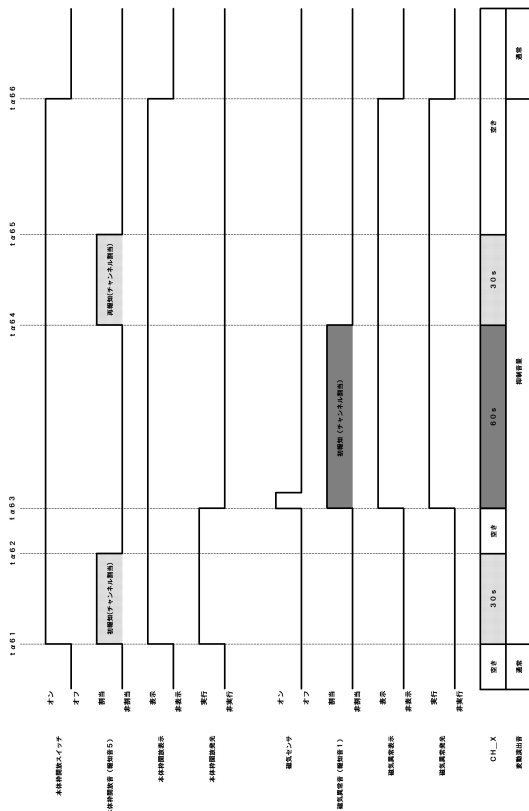 tα61 tα62 tα63 tα64 tα65 tα66
本体枠開放スイッチ
オン
オフ
体枠開放音(報知音5)
割当
非割当
初報知(チャンネル割当)
再報知(チャンネル割当)
本体枠開放表示
表示
非表示
本体枠開放発光
実行
非実行
磁気センサ
オン
オフ
磁気異常音(報知音1)
割当
非割当
初報知(チャンネル割当)
磁気異常表示
表示
非表示
磁気異常発光
実行
非実行
CH_X
空き 30s 空き 60s 30s 空き
変動演出音
通常 抑制音量 通常